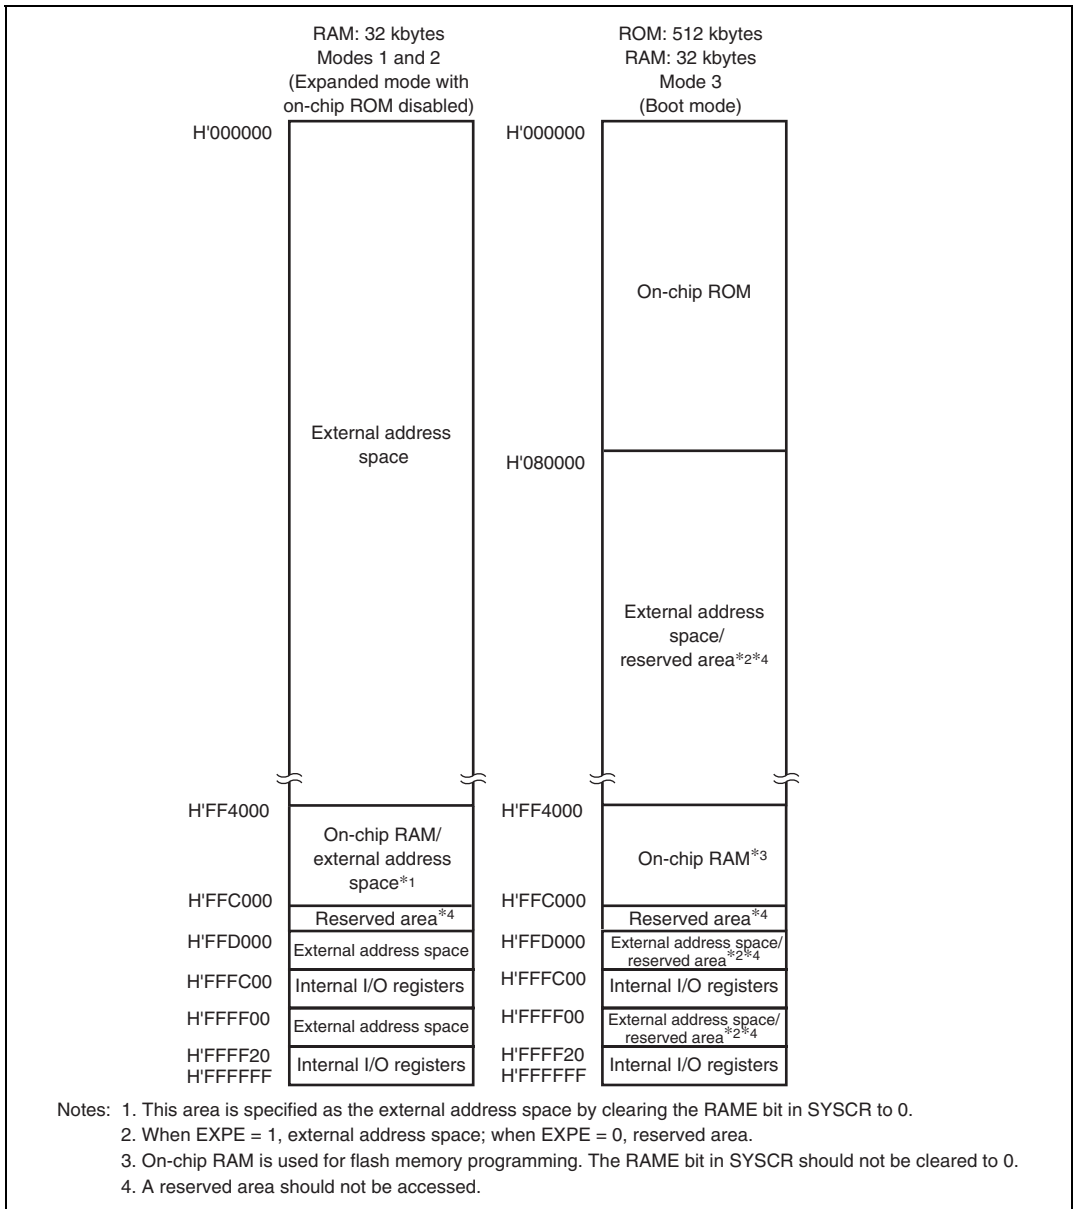 RAM: 32 kbytes
Modes 1 and 2
(Expanded mode with
on-chip ROM disabled)
H'000000
External address
space
H'FF4000
On-chip RAM/
external address
space*1
H'FFC000
Reserved area*4
H'FFD000
External address space
H'FFFC00
Internal I/O registers
H'FFFF00
External address space
H'FFFF20
Internal I/O registers
H'FFFFFF
ROM: 512 kbytes
RAM: 32 kbytes
Mode 3
(Boot mode)
H'000000
On-chip ROM
H'080000
External address
space/
reserved area*2*4
H'FF4000
On-chip RAM*3
H'FFC000
Reserved area*4
H'FFD000
External address space/
reserved area*2*4
H'FFFC00
Internal I/O registers
H'FFFF00
External address space/
reserved area*2*4
H'FFFF20
Internal I/O registers
H'FFFFFF
Notes: 1. This area is specified as the external address space by clearing the RAME bit in SYSCR to 0.
2. When EXPE = 1, external address space; when EXPE = 0, reserved area.
3. On-chip RAM is used for flash memory programming. The RAME bit in SYSCR should not be cleared to 0.
4. A reserved area should not be accessed.